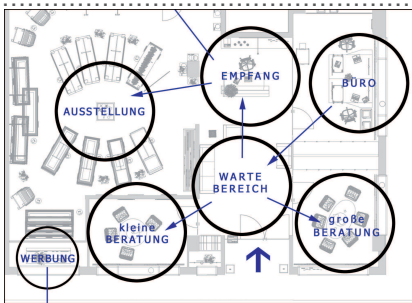 EMPFANG
BÜRO
AUSSTELLUNG
WARTE
BEREICH
kleine
BERATUNG
große
BERATUNG
WERBUNG